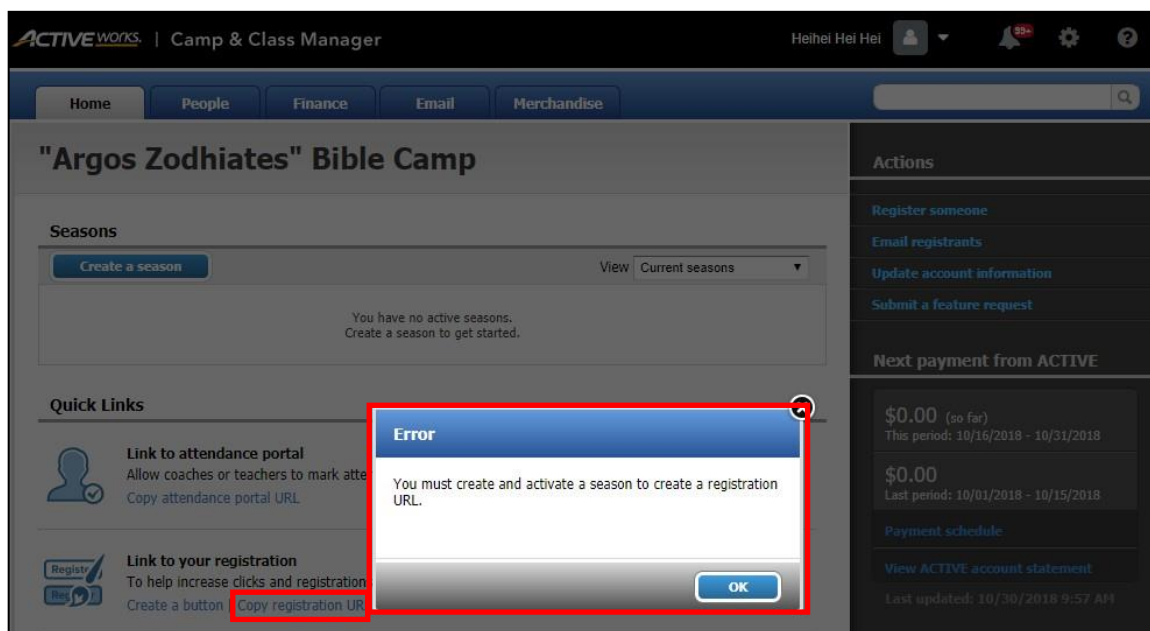 ACTIVEWORKS. | Camp & Class Manager
Heihei Hei Hei
99+
Home
People
Finance
Email
Merchandise
"Argos Zodhiates" Bible Camp
Seasons
Create a season
View
Current seasons
You have no active seasons.
Create a season to get started.
Quick Links
Link to attendance portal
Allow coaches or teachers to mark atte
Copy attendance portal URL
Link to your registration
To help increase clicks and registration
Create a button | Copy registration UR
Error
You must create and activate a season to create a registration
URL.
OK
Actions
Register someone
Email registrants
Update account information
Submit a feature request
Next payment from ACTIVE
$0.00 (so far)
This period: 10/16/2018 - 10/31/2018
$0.00
Last period: 10/01/2018 - 10/15/2018
Payment schedule
View ACTIVE account statement
Last updated: 10/30/2018 9:57 AM